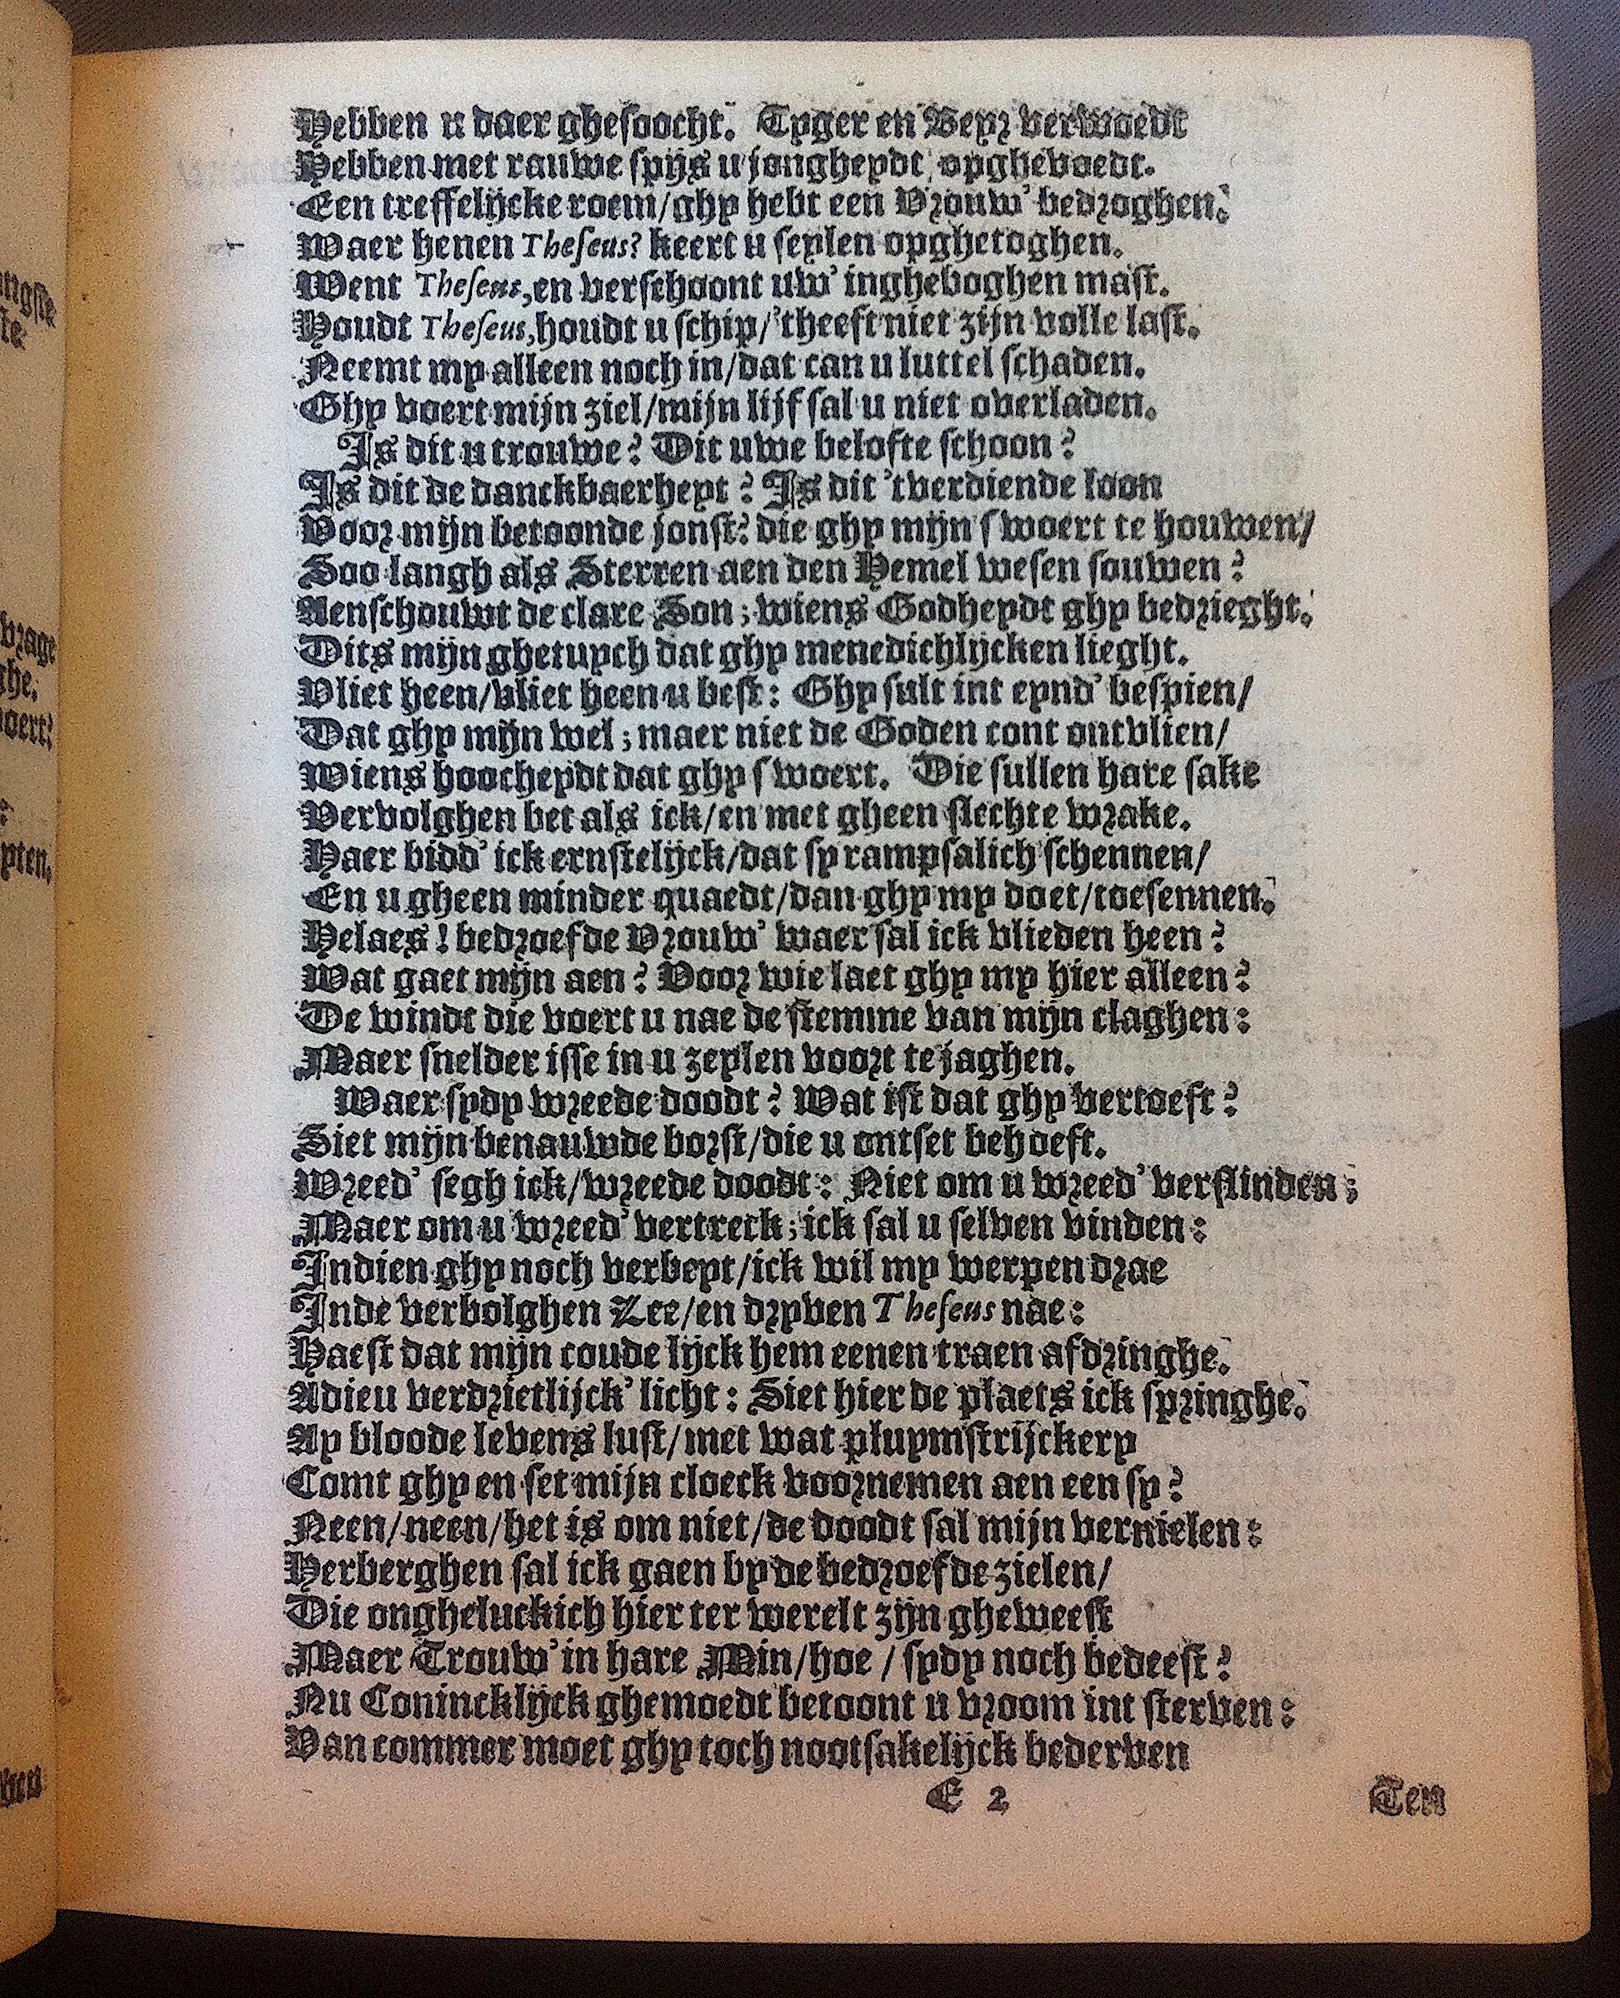 Hebben u daer ghesoocht. Tyger en Beyr verwoedt
Hebben met rauwe spijs u jongheydt opghevoedt.
Een treffelijcke roem/ghy hebt een Vrouw' bedroghen.
Waer henen Theseus? keert u seylen opghetoghen.
Went Theseus, en verschoont uw' ingheboghen mast.
Houdt Theseus, houdt u schip/'theeft niet zijn volle last.
Neemt my alleen noch in/dat can u luttel schaden.
Ghy voert mijn ziel/mijn lijf sal u niet overladen.
Is dit u trouwe? Dit uwe belofte schoon?
Is dit de danckbaerheyt? Is dit 'tverdiende loon
Voor mijn betoonde jonst? die ghy mijn swoert te houwen/
Soo langh als Sterren aen den Hemel wesen souwen?
Aenschouwt de clare Son; wiens Godheydt ghy bedrieght.
Dits mijn ghetuych dat ghy menedichlijcken lieght.
Vliet heen/vliet heen u best: Ghy sult int eynd' bespien/
Dat ghy mijn wel; maer niet de Goden cont ontvlien/
Wiens hoocheydt dat ghy swoert. Die sullen hare sake
Vervolghen bet als ick/en met gheen slechte wrake.
Haer bidd' ick ernstelijck/dat sy rampsalich schennen/
En u gheen minder quaedt/dan ghy my doet/toesennen.
Helaes! bedroefde Vrouw' waer sal ick vlieden heen?
Wat gaet mijn aen? Voor wie laet ghy my hier alleen?
De windt die voert u nae de stemme van mijn claghen:
Maer snelder isse in u zeylen voort te jaghen.
Waer sydy wreede doodt? Wat ist dat ghy vertoeft?
Siet mijn benauwde borst/die u ontset behoeft.
Wreed' segh ick/wreede doodt: Niet om u wreed' verslinden;
Maer om u wreed' vertreck; ick sal u selven vinden:
Indien ghy noch verbeyt/ick wil my werpen drae
Inde verbolghen Zee/en dryven Theseus nae:
Haest dat mijn coude lijck hem eenen traen afdringhe.
Adieu verdrietlijck' licht: Siet hier de plaets ick springhe.
Ay bloode levens lust/met wat pluymstrijckery
Comt ghy en set mijn cloeck voornemen aen een sy?
Neen/neen/het is om niet/de doodt sal mijn vernielen:
Herberghen sal ick gaen by de bedroefde zielen/
Die ongheluckich hier ter werelt zijn gheweest
Maer Trouw' in hare Min/hoe/sydy noch bedeest?
Nu Conincklijck ghemoedt betoont u vroom int sterven:
Van commer moet ghy toch nootsakelijck bederven
E 2 Ten